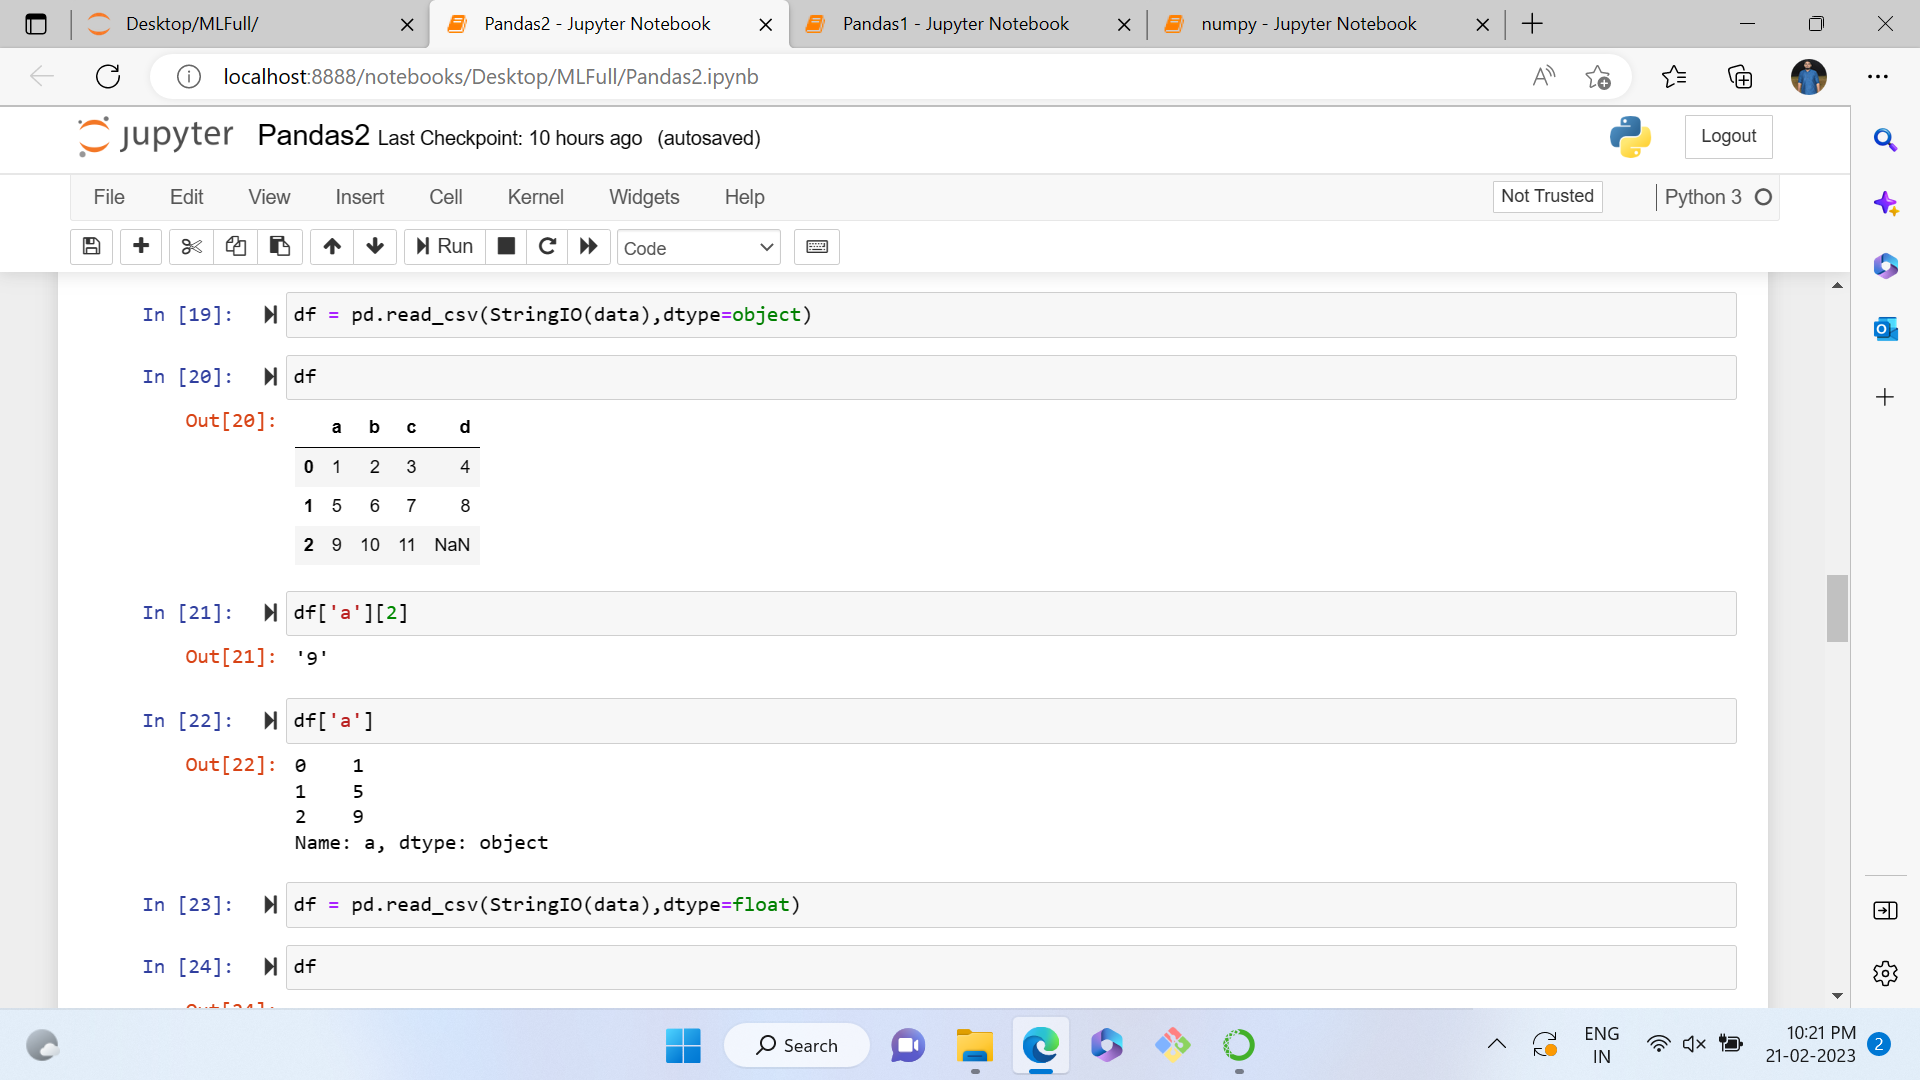 Desktop/MLFull/
Pandas2 - Jupyter Notebook
Pandas1 - Jupyter Notebook
numpy - Jupyter Notebook
localhost:8888/notebooks/Desktop/MLFull/Pandas2.ipynb
jupyter Pandas2 Last Checkpoint: 10 hours ago (autosaved)
Logout
File Edit View Insert Cell Kernel Widgets Help
Not Trusted
Python 3
Run
Code
In [19]: df = pd.read_csv(StringIO(data),dtype=object)
In [20]: df
Out[20]:
a b c d
0 1 2 3 4
1 5 6 7 8
2 9 10 11 NaN
In [21]: df['a'][2]
Out[21]: '9'
In [22]: df['a']
Out[22]: 0 1
1 5
2 9
Name: a, dtype: object
In [23]: df = pd.read_csv(StringIO(data),dtype=float)
In [24]: df
Out[24]:
Search
ENG
IN
10:21 PM
21-02-2023
2